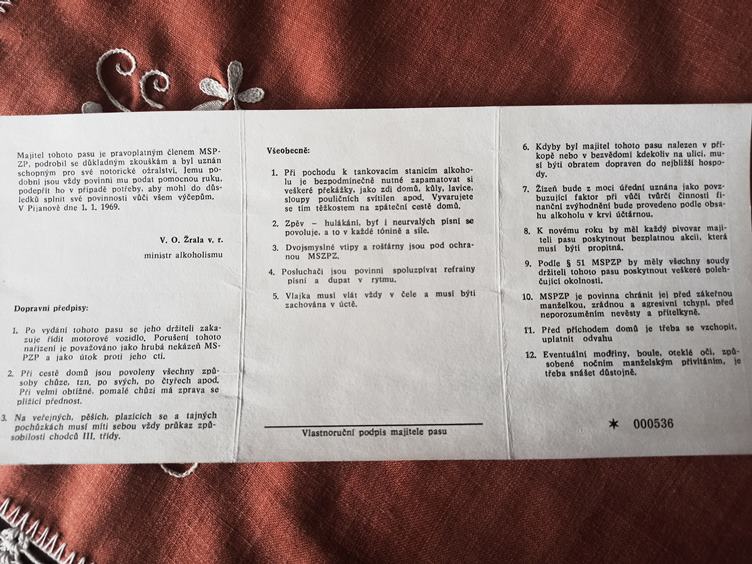 Majitel tohoto pasu je pravoplatným členem MSP-
ZP, podrobil se důkladným zkouškám a byl uznán
schopným pro své notorické ožralství. Jemu po-
dobní jsou vždy povinni mu podat pomocnou ruku,
podepřít ho v případě potřeby, aby mohl do dů-
sledků splnit své povinnosti vůči všem výčepům.
V Pijanově dne 1. 1. 1969.
V. O. Žrala v. r.
ministr alkoholismu
Dopravní předpisy:
1. Po vydání tohoto pasu se jeho držiteli zaka-
zuje řídit motorové vozidlo. Porušení tohoto
nařízení je považováno jako hrubá nekázeň MS-
PZP a jako útok proti jeho cti.
2. Při cestě domů jsou povoleny všechny způ-
soby chůze, tzn. po svých, po čtyřech apod.
Při velmi obtížné, pomalé chůzi má zprava se
plížící přednost.
3. Na veřejných, pěších, plazících se a tajných
pochůzkách musí míti sebou vždy průkaz způ-
sobilosti chodců III. třídy.
Všeobecně:
1. Při pochodu k tankovacím stanicím alkoho-
lu je bezpodmínečně nutné zapamatovat si
veškeré překážky, jako zdi domů, kůly, lavice,
sloupy pouličních svítilen apod. Vyvarujete
se tím těžkostem na zpáteční cestě domů.
2. Zpěv – hulákání, byť i neurvalých písní se
povoluje, a to v každé tónině a síle.
3. Dvojsmyslné vtipy a rošťárny jsou pod ochra-
nou MSZPZ.
4. Posluchači jsou povinni spoluzpívat refrainy
písní a dupat v rytmu.
5. Vlajka musí vlát vždy v čele a musí býti
zachována v úctě.
Vlastnoruční podpis majitele pasu
6. Kdyby byl majitel tohoto pasu nalezen v pří-
kopě nebo v bezvědomí kdekoliv na ulici, mu-
sí být obratem dopraven do nejbližší hospo-
dy.
7. Žízeň bude z moci úřední uznána jako povz-
buzující faktor při vůči tvůrčí činnosti fi-
nanční zvýhodnění bude provedeno podle obsa-
hu alkoholu v krvi účtárnou.
8. K novému roku by měl každý pivovar maji-
teli pasu poskytnout bezplatnou akcii, která
musí být propitná.
9. Podle § 51 MSPZP by měly všechny soudy
držiteli tohoto pasu poskytnout veškeré poleh-
čující okolnosti.
10. MSPZP je povinna chránit jej před zákeřnou
manželkou, zrádnou a agresivní tchyní, před
neporozuměním nevěsty a přítelkyně.
11. Před příchodem domů je třeba se vzchopit,
uplatnit odvahu
12. Eventuální modřiny, boule, oteklé oči, způ-
sobené nočním manželským přivítáním, je
třeba snášet důstojně.
* 000536